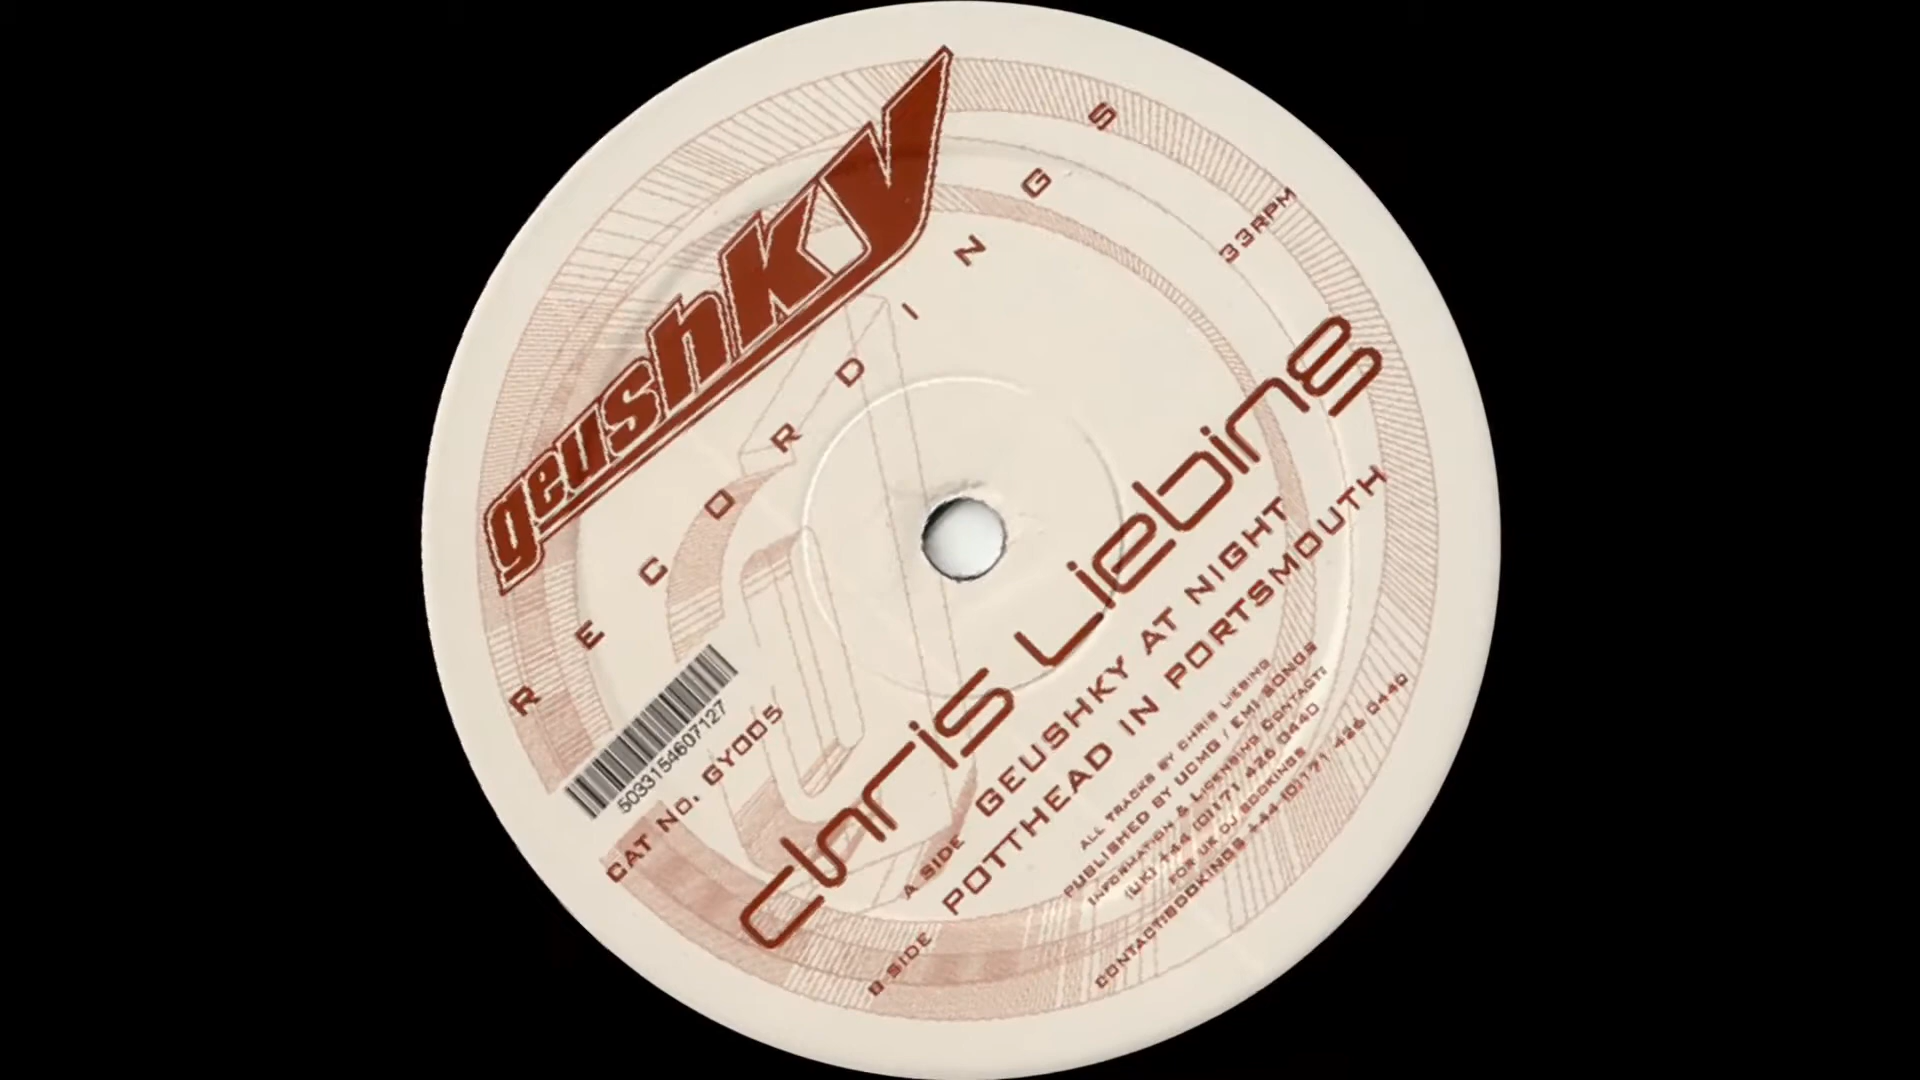 geushky
RECORDINGS
33RPM
5033154607127
CAT NO. GY005
chris Liebing
A SIDE GEUSHKY AT NIGHT
B-SIDE POTTHEAD IN PORTSMOUTH
ALL TRACKS BY CHRIS LIEBING
PUBLISHED BY UCMG / EMI-SONGS
INFORMATION & LICENSING CONTACT:
(UK) +44 (0)171 426 0440
FOR UK DJ BOOKINGS
CONTACT:BOOKINGS +44 (0)171 426 0440